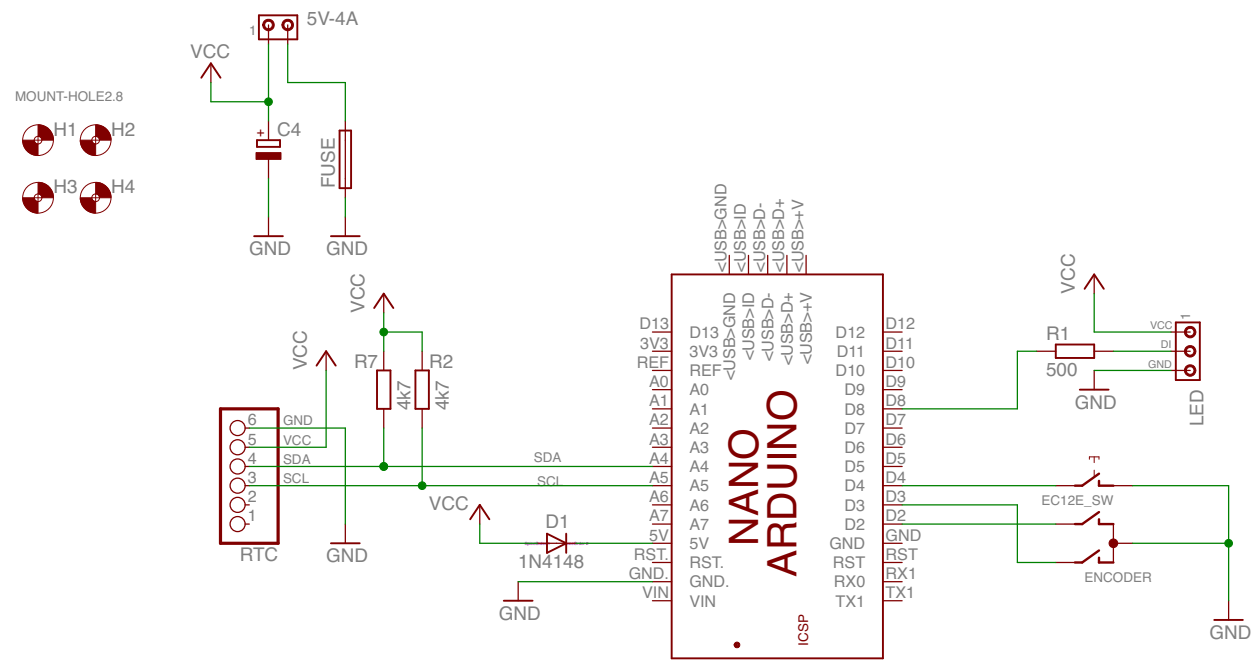 5V-4A
1
VCC
MOUNT-HOLE2.8
H1 H2
+ C4
FUSE
H3 H4
GND GND
<USB>GND
<USB>ID
<USB>D-
<USB>D+
<USB>+V
<USB>GND
<USB>ID
<USB>D-
<USB>D+
<USB>+V
VCC
VCC
R7 R2
4k7 4k7
6 GND
5 VCC
4 SDA
3 SCL
2
1
RTC
GND
SDA
SCL
VCC
D1
1N4148
GND
D13 D13
3V3 3V3
REF REF
A0 A0
A1 A1
A2 A2
A3 A3
A4 A4
A5 A5
A6 A6
A7 A7
5V 5V
RST. RST.
GND. GND.
VIN VIN
NANO
ARDUINO
ICSP
D12 D12
D11 D11
D10 D10
D9 D9
D8 D8
D7 D7
D6 D6
D5 D5
D4 D4
D3 D3
D2 D2
GND GND
RST RST
RX0 RX1
TX1 TX1
VCC
R1
500
1
VCC
DI
GND
LED
GND
EC12E_SW
ENCODER
GND